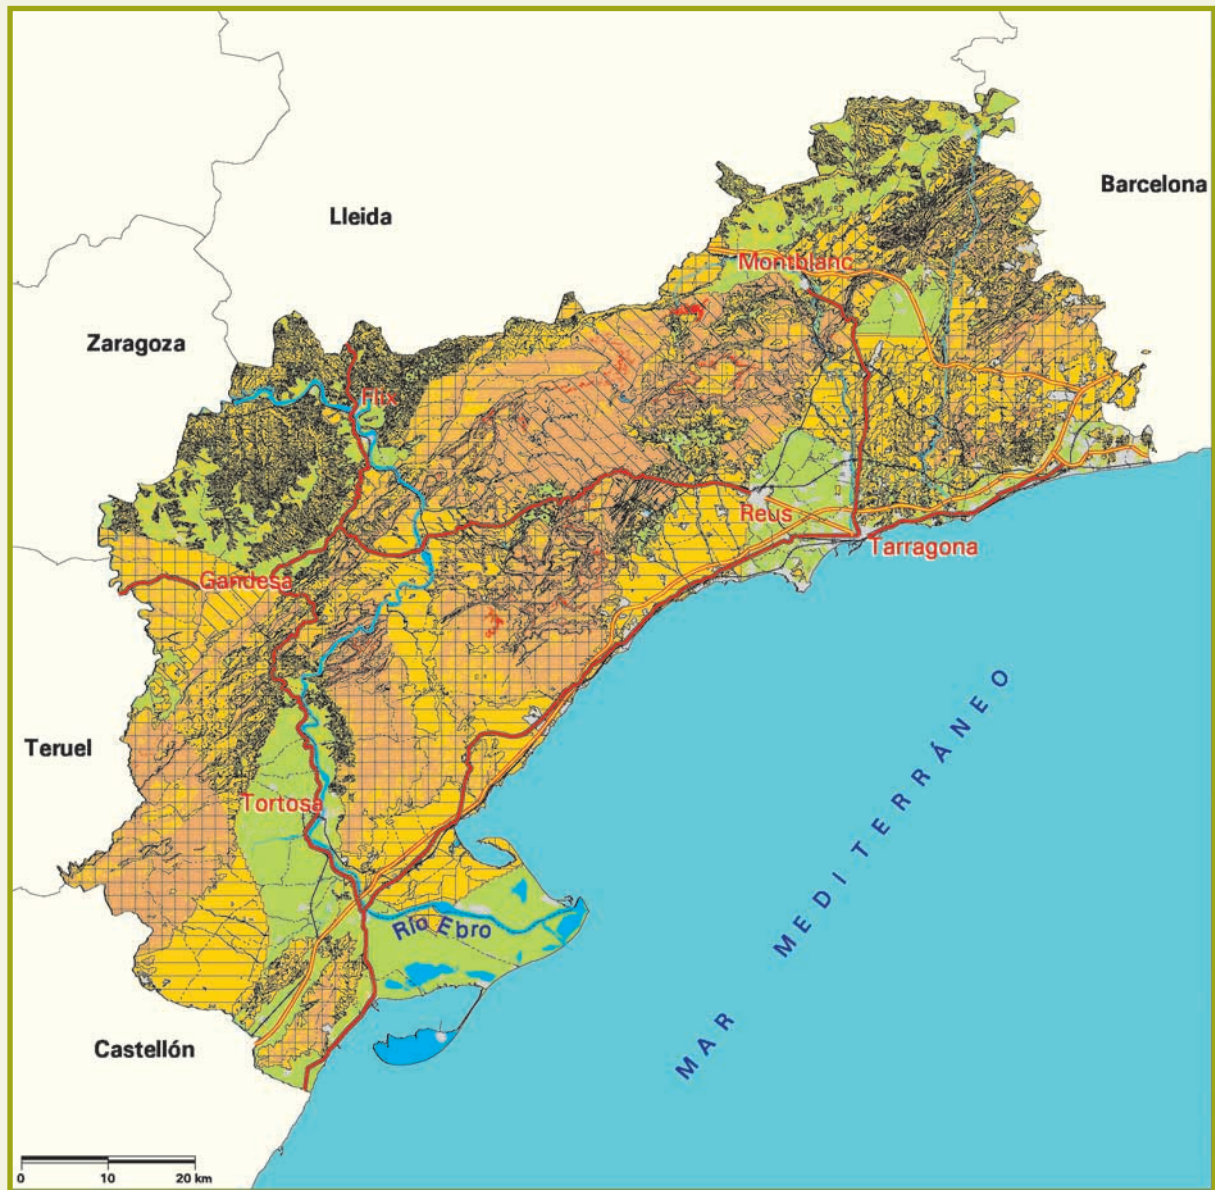 Barcelona
Lleida
Montblanc
Zaragoza
Flix
Reus
Tarragona
Gandesa
Teruel
Tortosa
MAR MEDITERRÁNEO
Río Ebro
Castellón
0 10 20 km